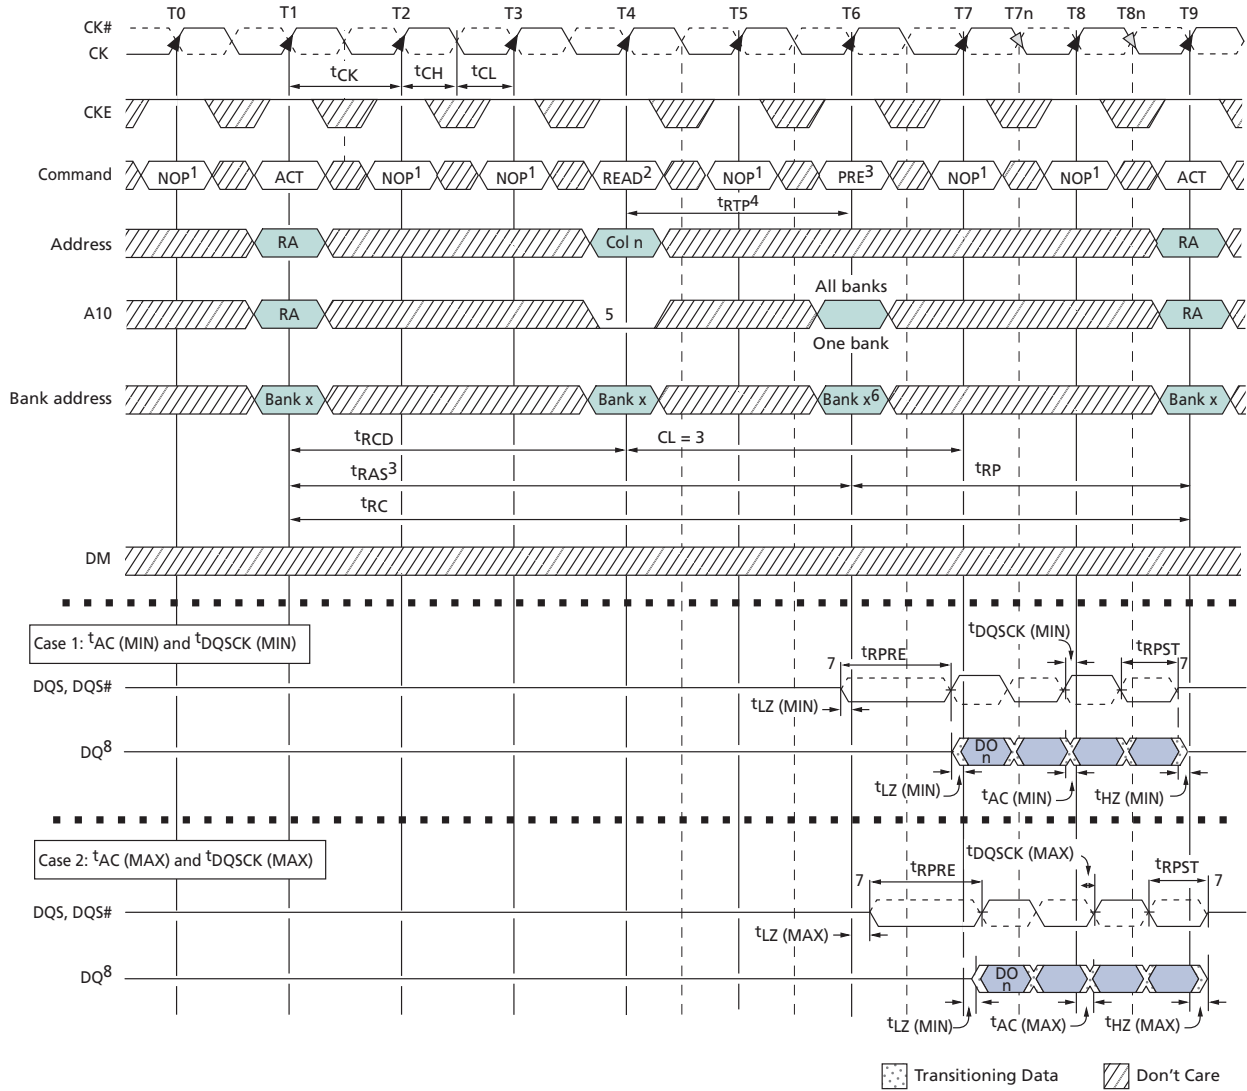 T0 T1 T2 T3 T4 T5 T6 T7 T7n T8 T8n T9
CK#
CK
tCK tCH tCL
CKE
Command NOP1 ACT NOP1 NOP1 READ2 NOP1 PRE3 NOP1 NOP1 ACT
tRTP4
Address RA Col n RA
All banks
A10 RA 5 RA
One bank
Bank address Bank x Bank x Bank x6 Bank x
tRCD CL = 3
tRAS3 tRP
tRC
DM
Case 1: tAC (MIN) and tDQSCK (MIN)
tDQSCK (MIN)
7 tRPRE tRPST 7
DQS, DQS#
tLZ (MIN)
DQ8 DO n
tLZ (MIN) tAC (MIN) tHZ (MIN)
Case 2: tAC (MAX) and tDQSCK (MAX)
tDQSCK (MAX)
7 tRPRE tRPST 7
DQS, DQS#
tLZ (MAX)
DQ8 DO n
tLZ (MIN) tAC (MAX) tHZ (MAX)
Transitioning Data Don't Care